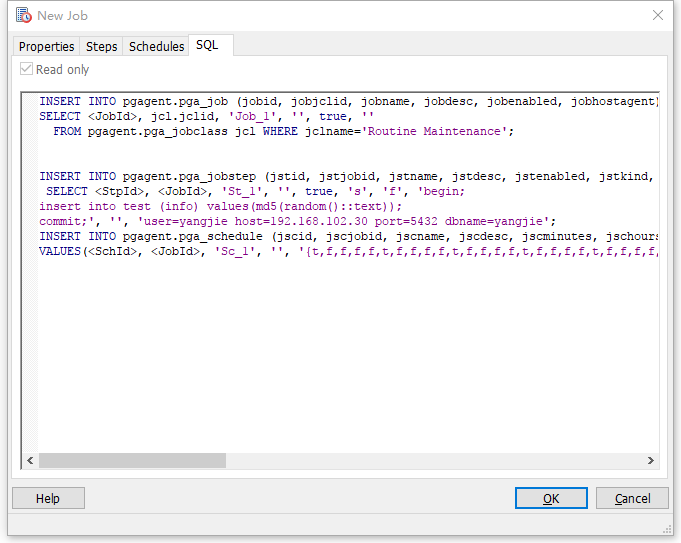 New Job
Properties Steps Schedules SQL
Read only
INSERT INTO pgagent.pga_job (jobid, jobjclid, jobname, jobdesc, jobenabled, jobhostagent)
SELECT <JobId>, jcl.jclid, 'Job_1', '', true, ''
FROM pgagent.pga_jobclass jcl WHERE jclname='Routine Maintenance';
INSERT INTO pgagent.pga_jobstep (jstid, jstjobid, jstname, jstdesc, jstenabled, jstkind,
SELECT <StpId>, <JobId>, 'St_1', '', true, 's', 'f', 'begin;
insert into test (info) values(md5(random()::text));
commit;', '', 'user=yangjie host=192.168.102.30 port=5432 dbname=yangjie';
INSERT INTO pgagent.pga_schedule (jscid, jscjobid, jscname, jscdesc, jscminutes, jschours
VALUES(<SchId>, <JobId>, 'Sc_1', '', '{t,f,f,f,f,t,f,f,f,f,t,f,f,f,f,t,f,f,f,f,t,f,f,f,f,
Help OK Cancel